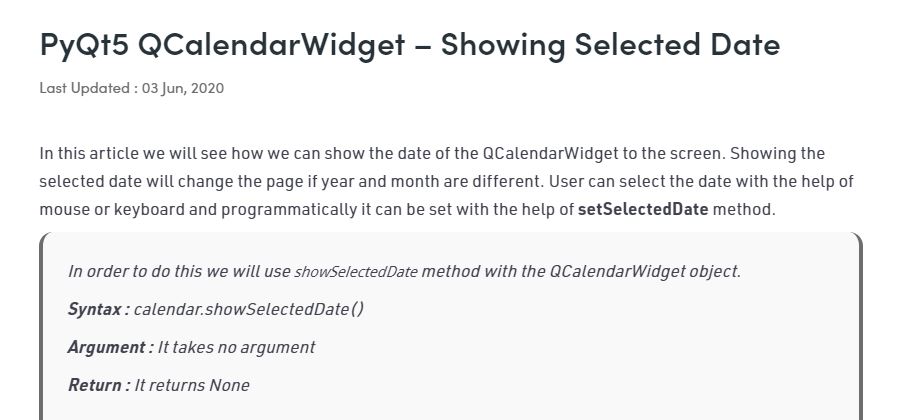 PyQt5 QCalendarWidget – Showing Selected Date
Last Updated : 03 Jun, 2020
In this article we will see how we can show the date of the QCalendarWidget to the screen. Showing the
selected date will change the page if year and month are different. User can select the date with the help of
mouse or keyboard and programmatically it can be set with the help of setSelectedDate method.
In order to do this we will use showSelectedDate method with the QCalendarWidget object.
Syntax : calendar.showSelectedDate()
Argument : It takes no argument
Return : It returns None